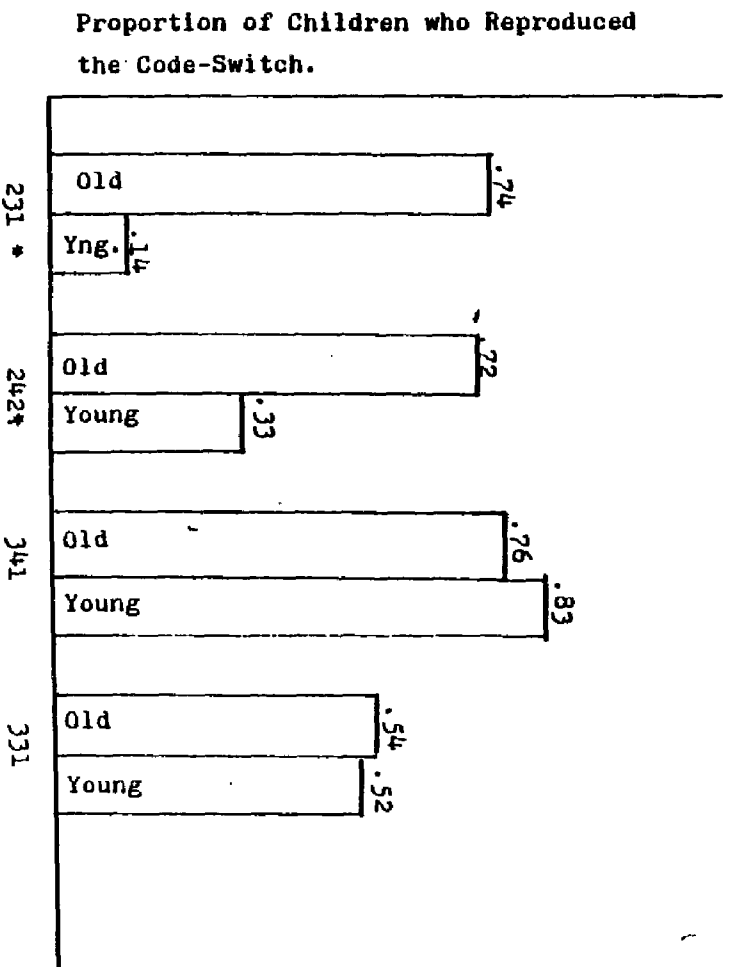 Proportion of Children who Reproduced
the Code-Switch.
231 *
Old
.74
Yng.
.14
242*
Old
.72
Young
.33
341
Old
.76
Young
.83
331
Old
.54
Young
.52